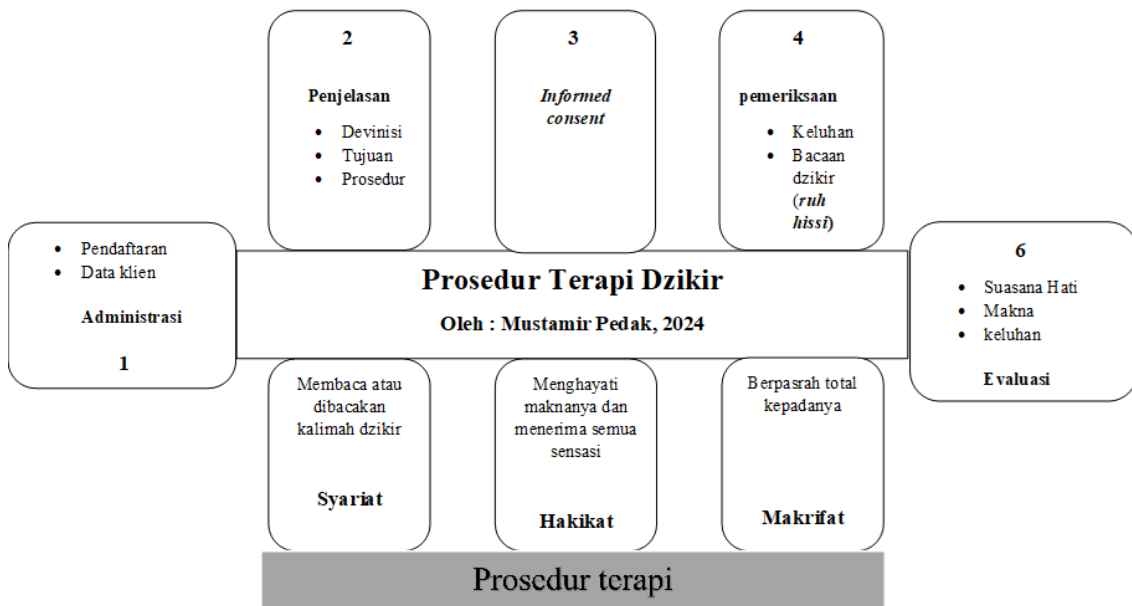 2
Penjelasan
• Devinisi
• Tujuan
• Prosedur
3
Informed
consent
4
pemeriksaan
• Keluhan
• Bacaan
dzikir
(ruh
hissi)
• Pendaftaran
• Data klien
Administrasi
1
Prosedur Terapi Dzikir
Oleh : Mustamir Pedak, 2024
6
• Suasana Hati
• Makna
• keluhan
Evaluasi
Membaca atau
dibacakan
kalimah dzikir
Syariat
Menghayati
maknanya dan
menerima semua
sensasi
Hakikat
Berpasrah total
kepadanya
Makrifat
Prosedur terapi